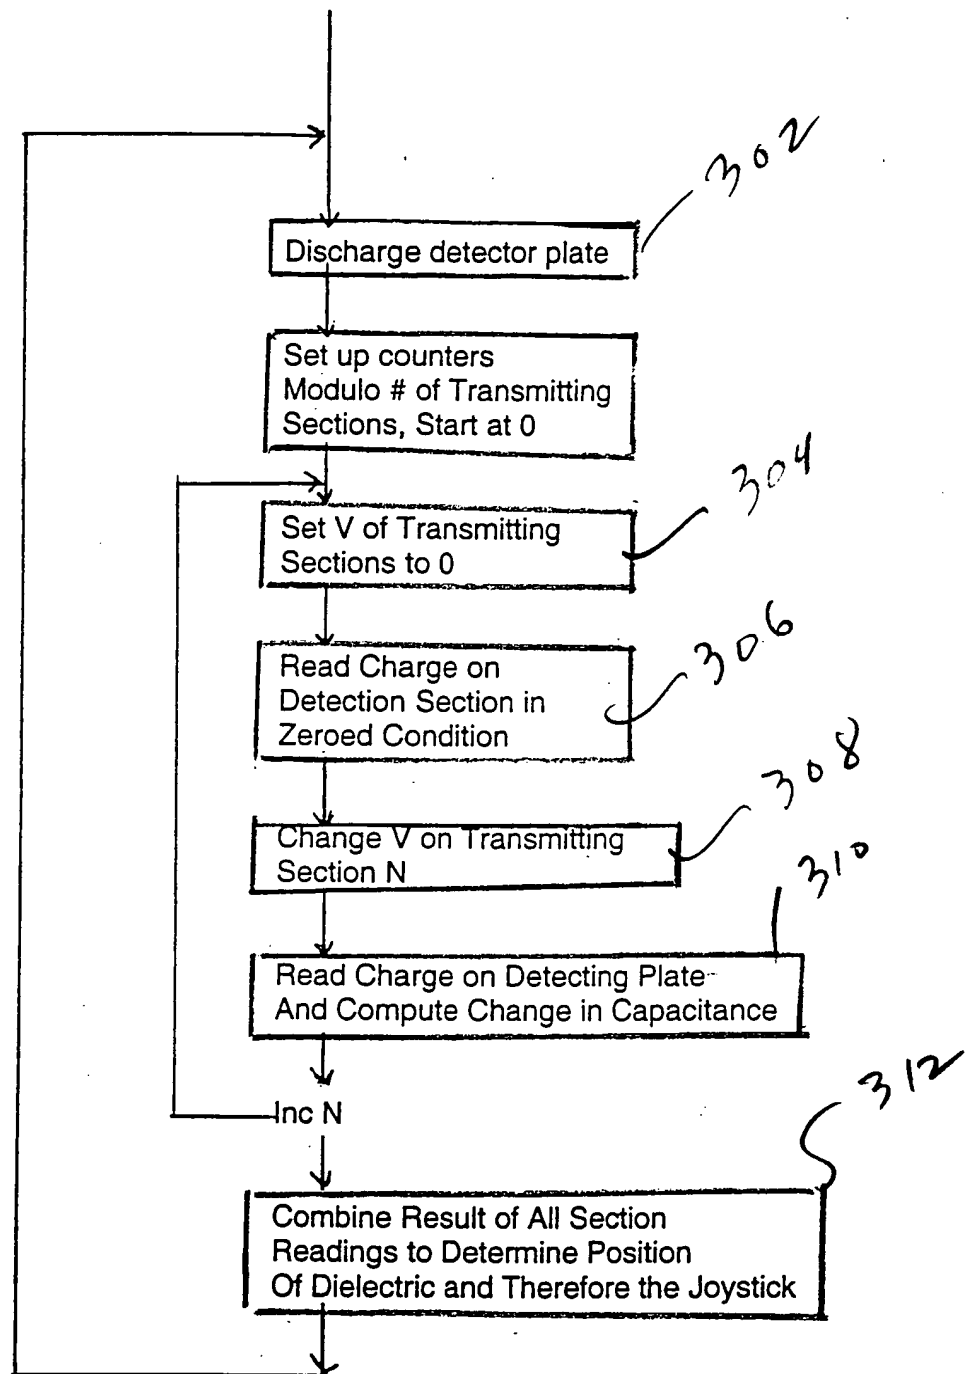 302
Discharge detector plate
Set up counters
Modulo # of Transmitting
Sections, Start at 0
304
Set V of Transmitting
Sections to 0
306
Read Charge on
Detection Section in
Zeroed Condition
308
Change V on Transmitting
Section N
310
Read Charge on Detecting Plate
And Compute Change in Capacitance
Inc N
312
Combine Result of All Section
Readings to Determine Position
Of Dielectric and Therefore the Joystick